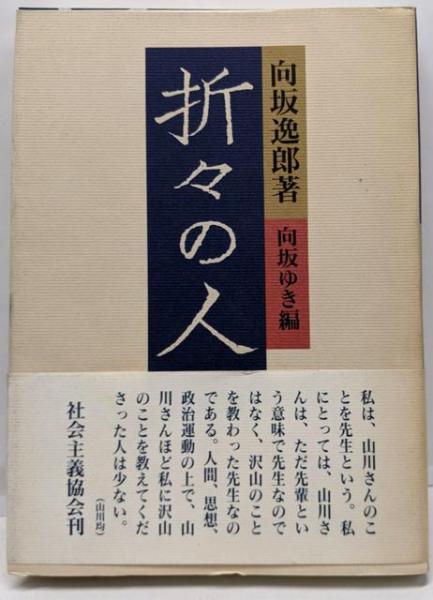 向坂逸郎著
向坂ゆき編
折々の人
私は、山川さんのこ
とを先生という。私
にとっては、山川さ
んは、ただ先輩とい
う意味で先生なので
はなく、沢山のこと
を教わった先生なの
である。人間、思想、
政治運動の上で、山
川さんほど私に沢山
のことを教えてくだ
さった人は少ない。
（山川均）
社会主義協会刊